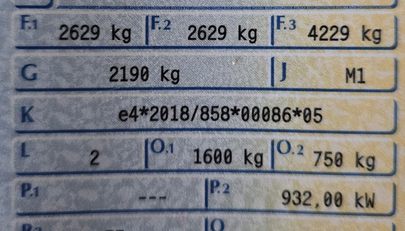 F.1 2629 kg F.2 2629 kg F.3 4229 kg
G 2190 kg J M1
K e4*2018/858*00086*05
L 2 O.1 1600 kg O.2 750 kg
P.1 --- P.2 932,00 kW